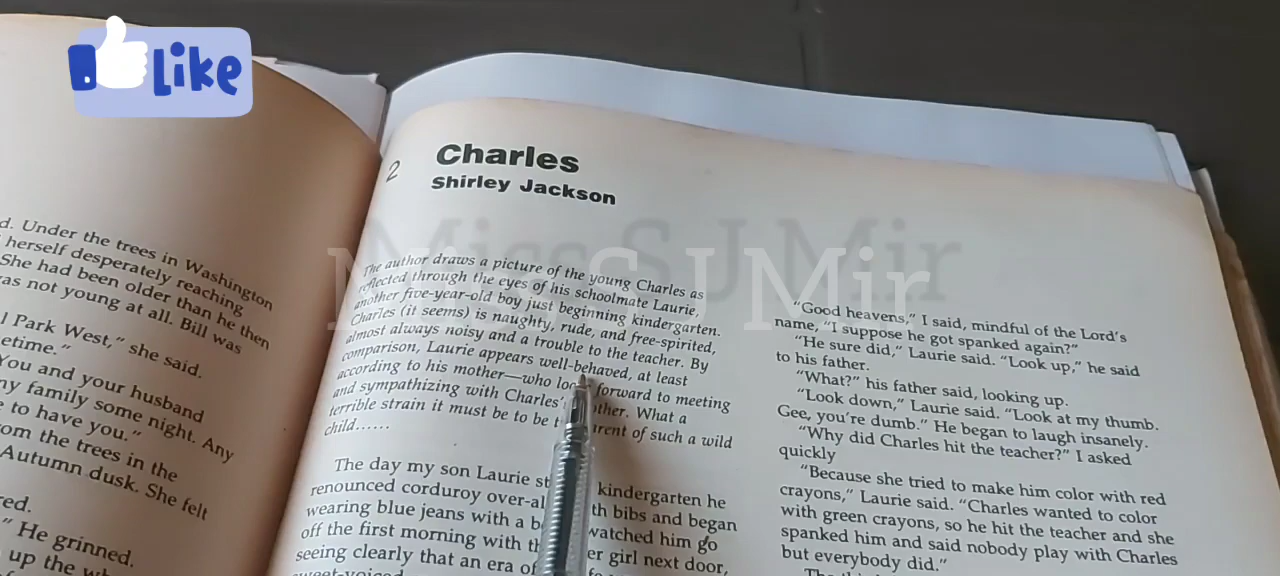 Like
d. Under the trees in Washington
herself desperately reaching
She had been older than he then
as not young at all. Bill was
l Park West," she said.
etime."
You and your husband
ny family some night. Any
e to have you."
om the trees in the
Autumn dusk. She felt
red.
" He grinned.
up the wh
2
Charles
Shirley Jackson
Miss S J Mir
The author draws a picture of the young Charles as
reflected through the eyes of his schoolmate Laurie,
another five-year-old boy just beginning kindergarten.
Charles (it seems) is naughty, rude, and free-spirited,
almost always noisy and a trouble to the teacher. By
comparison, Laurie appears well-behaved, at least
according to his mother—who loo forward to meeting
and sympathizing with Charles' other. What a
terrible strain it must be to be t rent of such a wild
child......
The day my son Laurie st kindergarten he
renounced corduroy over-al th bibs and began
wearing blue jeans with a b watched him go
off the first morning with th er girl next door,
seeing clearly that an era of
sweet-voiced
"Good heavens," I said, mindful of the Lord's
name, "I suppose he got spanked again?"
"He sure did," Laurie said. "Look up," he said
to his father.
"What?" his father said, looking up.
"Look down," Laurie said. "Look at my thumb.
Gee, you're dumb." He began to laugh insanely.
"Why did Charles hit the teacher?" I asked
quickly
"Because she tried to make him color with red
crayons," Laurie said. "Charles wanted to color
with green crayons, so he hit the teacher and she
spanked him and said nobody play with Charles
but everybody did."